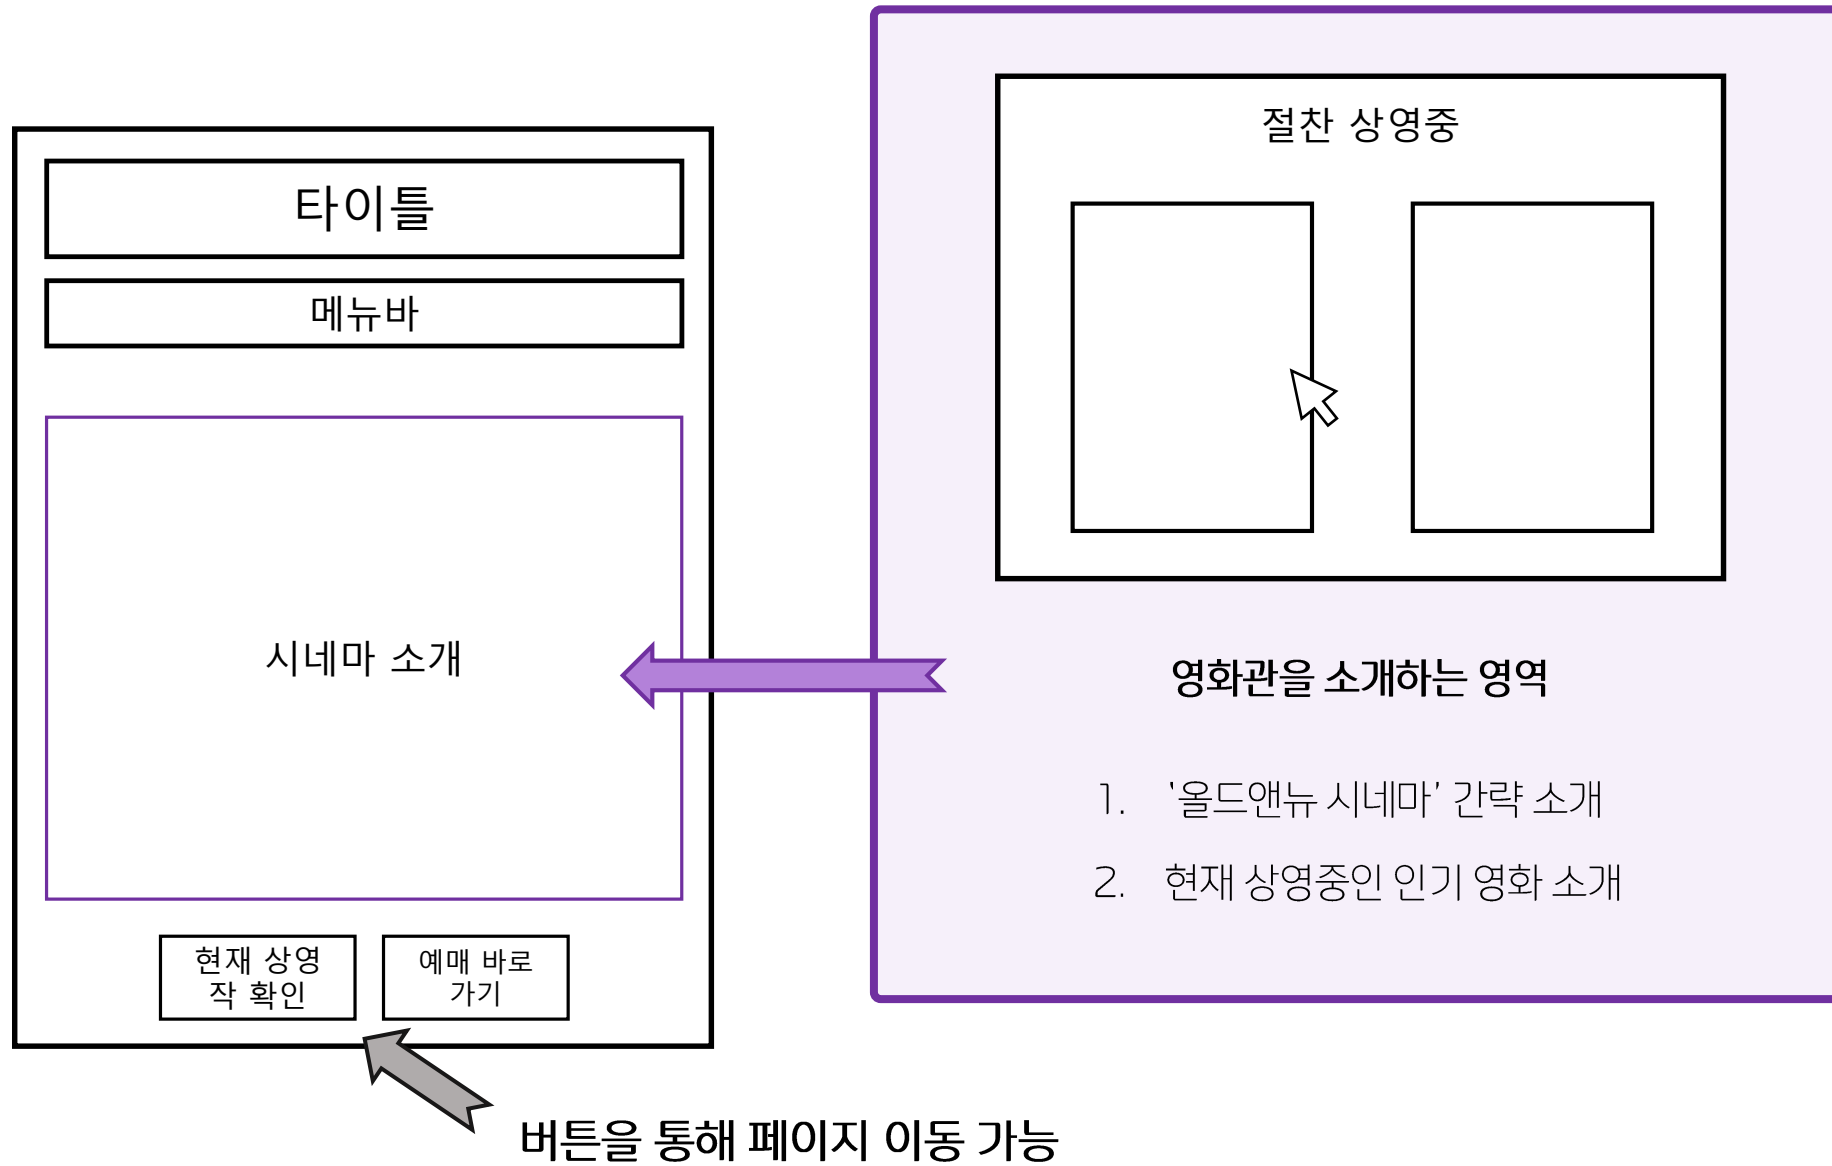 타이틀
메뉴바
시네마 소개
현재 상영
작 확인
예매 바로
가기
버튼을 통해 페이지 이동 가능
절찬 상영중
영화관을 소개하는 영역
1. ‘올드앤뉴 시네마’ 간략 소개
2. 현재 상영중인 인기 영화 소개